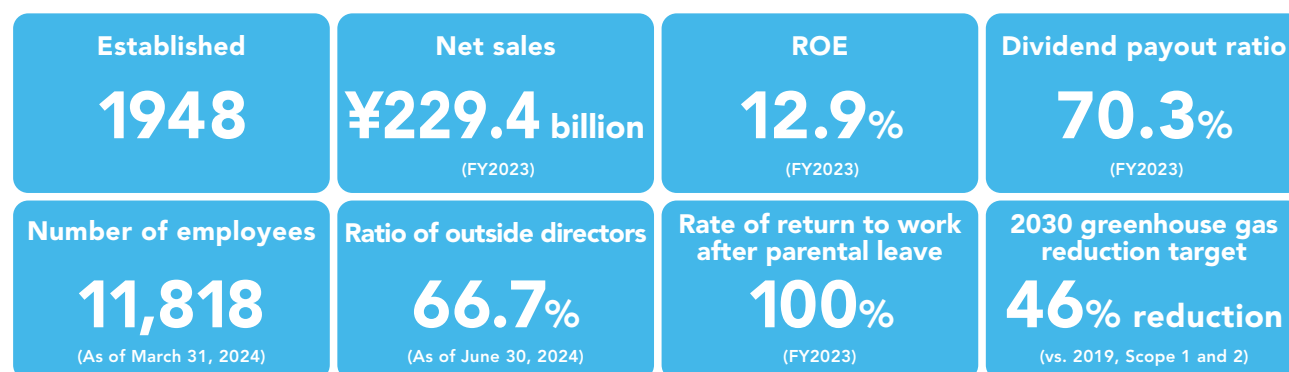 Established
1948
Net sales
¥229.4 billion
(FY2023)
ROE
12.9%
(FY2023)
Dividend payout ratio
70.3%
(FY2023)
Number of employees
11,818
(As of March 31, 2024)
Ratio of outside directors
66.7%
(As of June 30, 2024)
Rate of return to work
after parental leave
100%
(FY2023)
2030 greenhouse gas
reduction target
46% reduction
(vs. 2019, Scope 1 and 2)